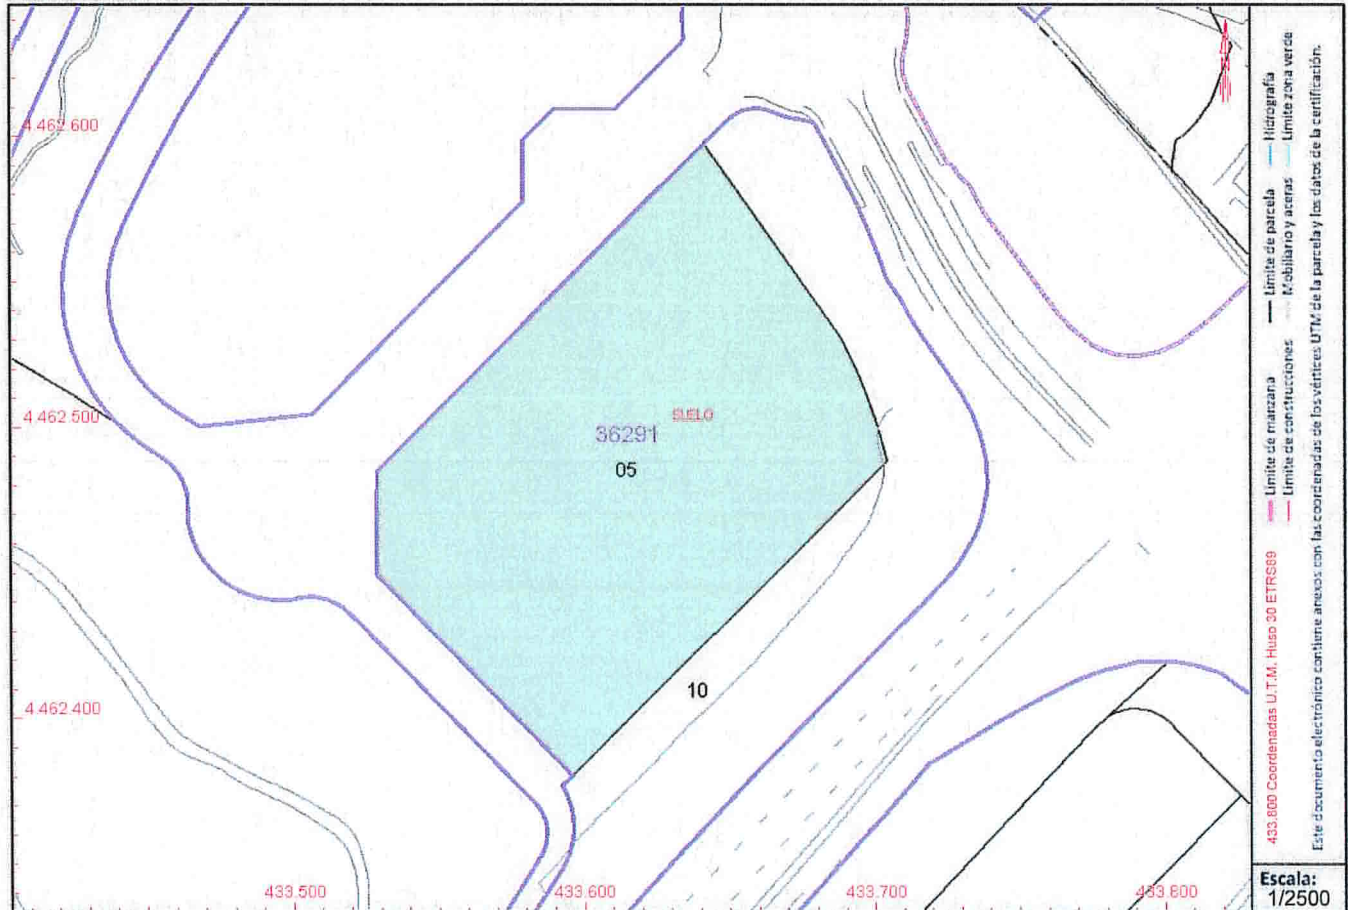 4 462.600
4 462.500
4 462.400
SUELO
36291
05
10
433.500
433.600
433.700
433.800
433.800 Coordenadas U.T.M. Huso 30 ETRS89
Límite de manzana
Límite de parcela
Hidrografía
Límite de construcciones
Mobiliario y aceras
Límite zona verde
Este documento electrónico contiene anexos con las coordenadas de los vértices UTM de la parcela y los datos de la certificación.
Escala:
1/2500